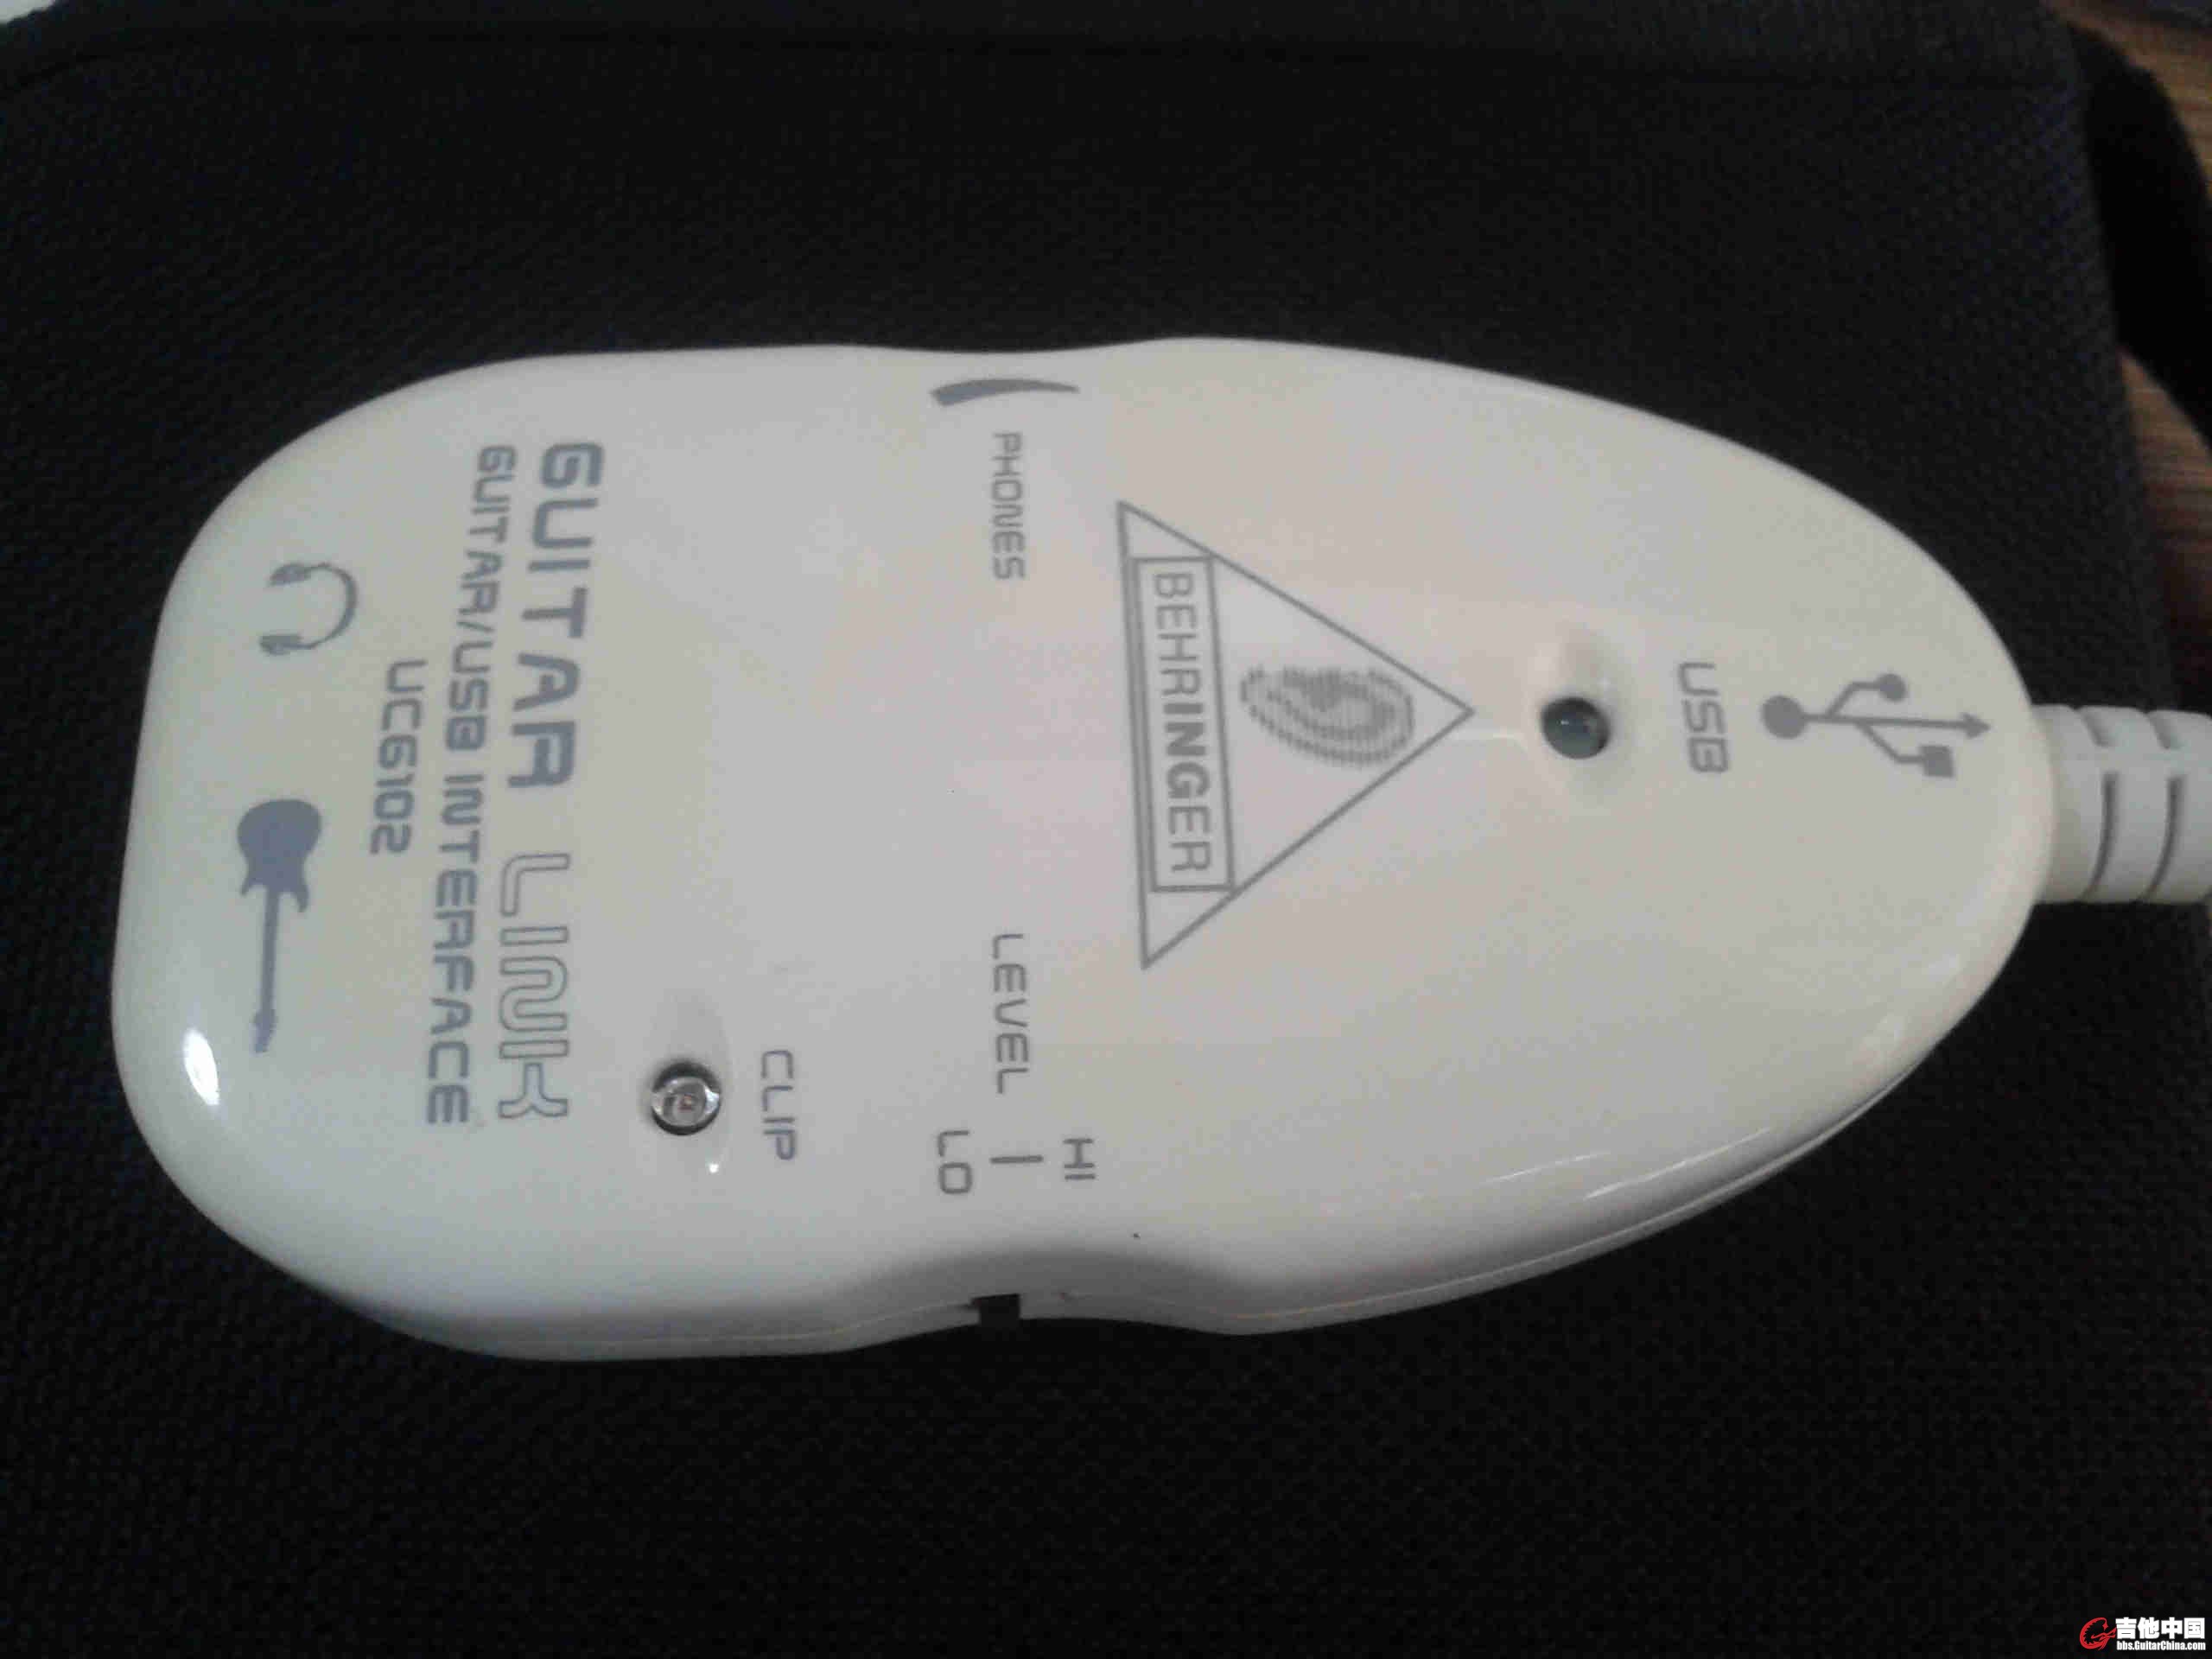 USB
BEHRINGER
PHONES
LEVEL
HI
LO
CLIP
GUITAR LINK
GUITAR/USB INTERFACE
UCG102
吉他中国
bbs.GuitarChina.com